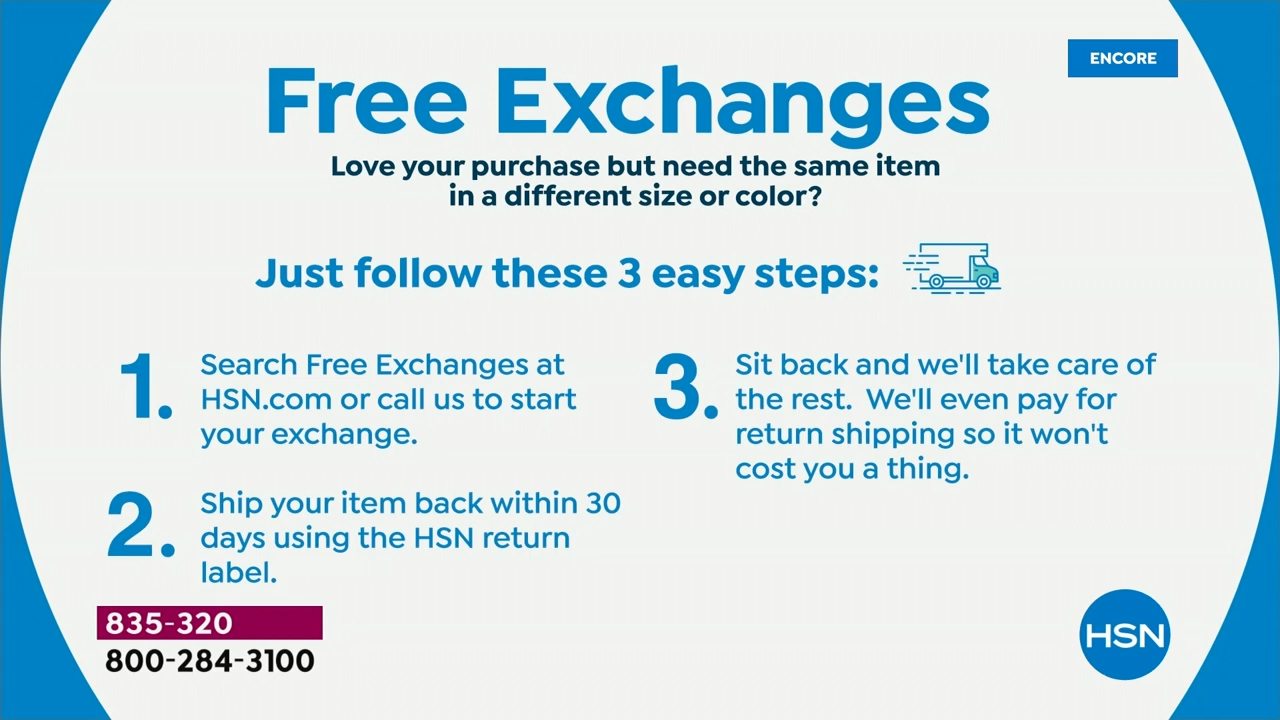 ENCORE
Free Exchanges
Love your purchase but need the same item
in a different size or color?
Just follow these 3 easy steps:
1. Search Free Exchanges at
HSN.com or call us to start
your exchange.
2. Ship your item back within 30
days using the HSN return
label.
3. Sit back and we'll take care of
the rest.  We'll even pay for
return shipping so it won't
cost you a thing.
835-320
800-284-3100
HSN